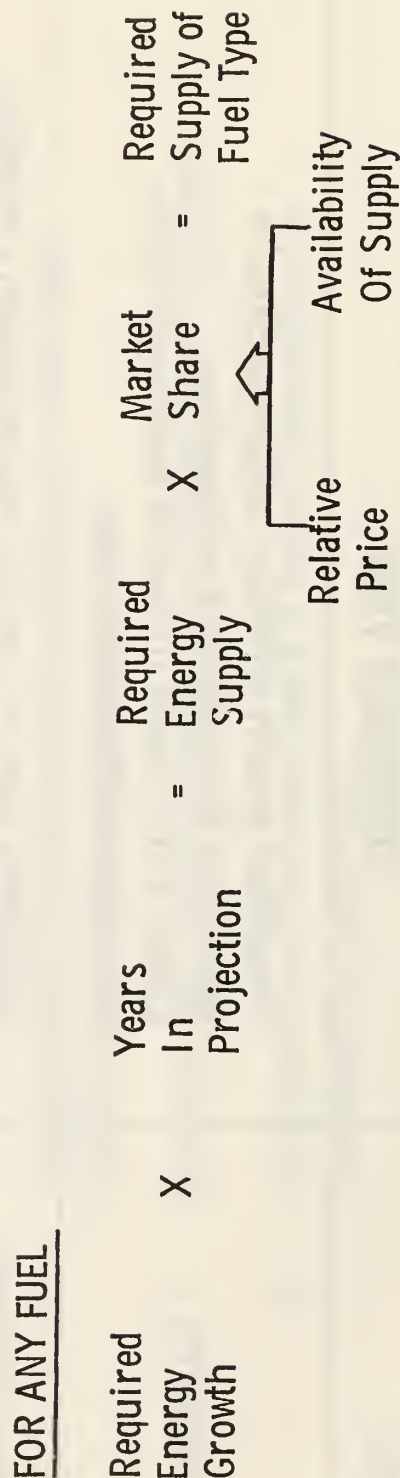 FOR ANY FUEL
Required
Energy
Growth
X
Years
In
Projection
=
Required
Energy
Supply
X
Market
Share
=
Required
Supply of
Fuel Type
Relative
Price
Availability
Of Supply